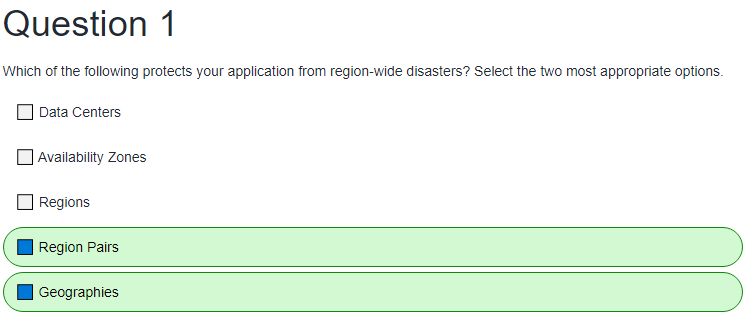 Question 1
Which of the following protects your application from region-wide disasters? Select the two most appropriate options.
Data Centers
Availability Zones
Regions
Region Pairs
Geographies